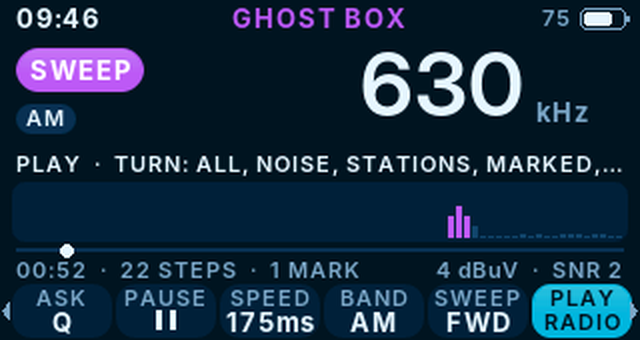 09:46 GHOST BOX 75
SWEEP
630 kHz
AM
PLAY · TURN: ALL, NOISE, STATIONS, MARKED,...
00:52 · 22 STEPS · 1 MARK 4 dBuV · SNR 2
ASK PAUSE SPEED BAND SWEEP PLAY
Q 175ms AM FWD RADIO